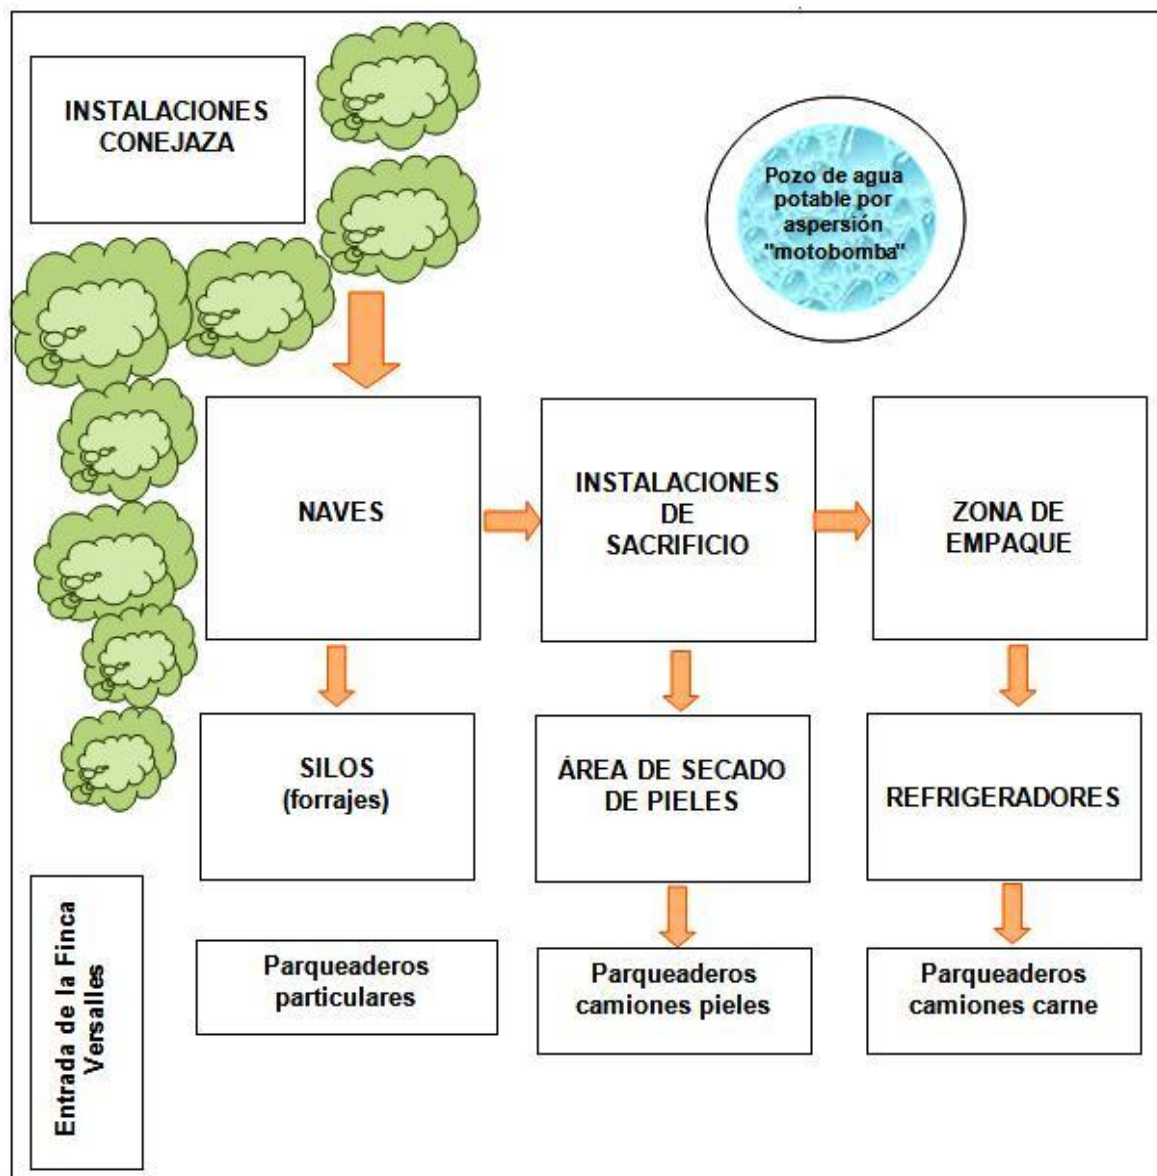 INSTALACIONES
CONEJAZA
Pozo de agua
potable por
aspersión
"motobomba"
NAVES
INSTALACIONES
DE
SACRIFICIO
ZONA DE
EMPAQUE
SILOS
(forrajes)
ÁREA DE SECADO
DE PIELES
REFRIGERADORES
Entrada de la Finca
Versalles
Parqueaderos
particulares
Parqueaderos
camiones pieles
Parqueaderos
camiones carne